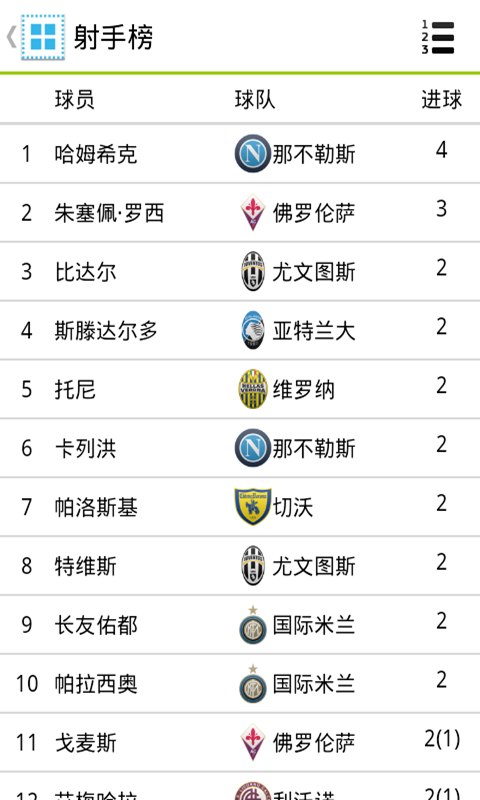 射手榜
1
2
3
球员 球队 进球
1 哈姆希克 那不勒斯 4
2 朱塞佩·罗西 佛罗伦萨 3
3 比达尔 尤文图斯 2
4 斯滕达尔多 亚特兰大 2
5 托尼 维罗纳 2
6 卡列洪 那不勒斯 2
7 帕洛斯基 切沃 2
8 特维斯 尤文图斯 2
9 长友佑都 国际米兰 2
10 帕拉西奥 国际米兰 2
11 戈麦斯 佛罗伦萨 2(1)
12 2(1)